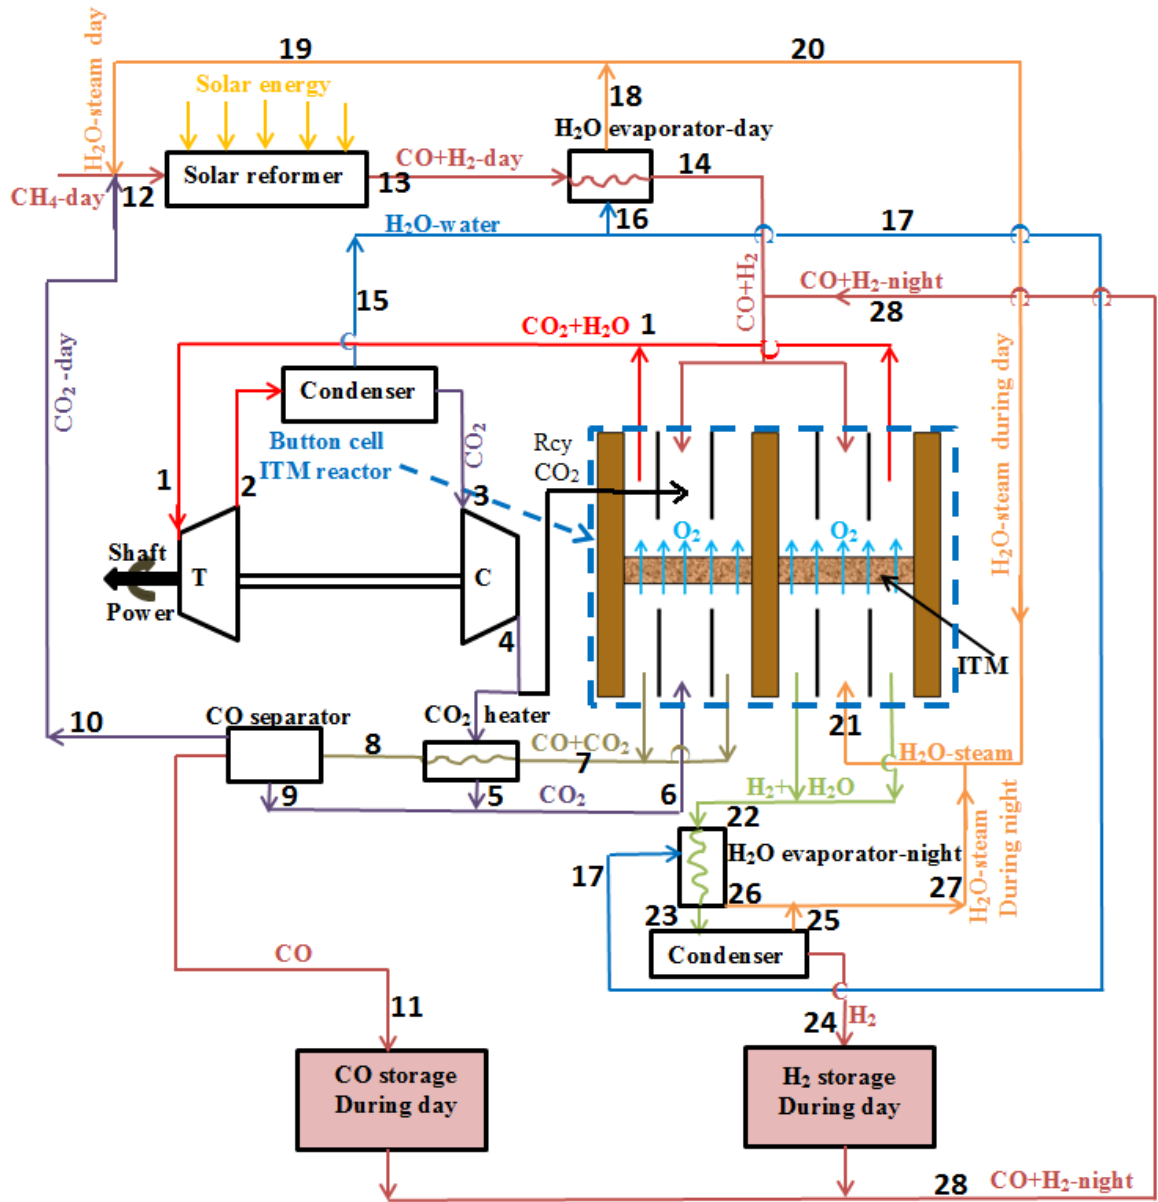 19
20
H₂O-steam day
Solar energy
18
H₂O evaporator-day
CO+H₂-day
14
Solar reformer
13
CH₄-day
12
16
H₂O-water
17
CO+H₂
CO+H₂-night
28
15
CO₂+H₂O
1
CO₂-day
Condenser
Button cell
ITM reactor
CO₂
Rcy
CO₂
H₂O-steam during day
1
2
3
O₂
O₂
Shaft
Power
T
C
4
ITM
10
CO separator
CO₂ heater
8
CO+CO₂
7
21
H₂O-steam
9
5
CO₂
6
H₂+H₂O
22
17
H₂O evaporator-night
26
27
H₂O-steam
During night
23
25
Condenser
CO
11
24
H₂
CO storage
During day
H₂ storage
During day
28
CO+H₂-night